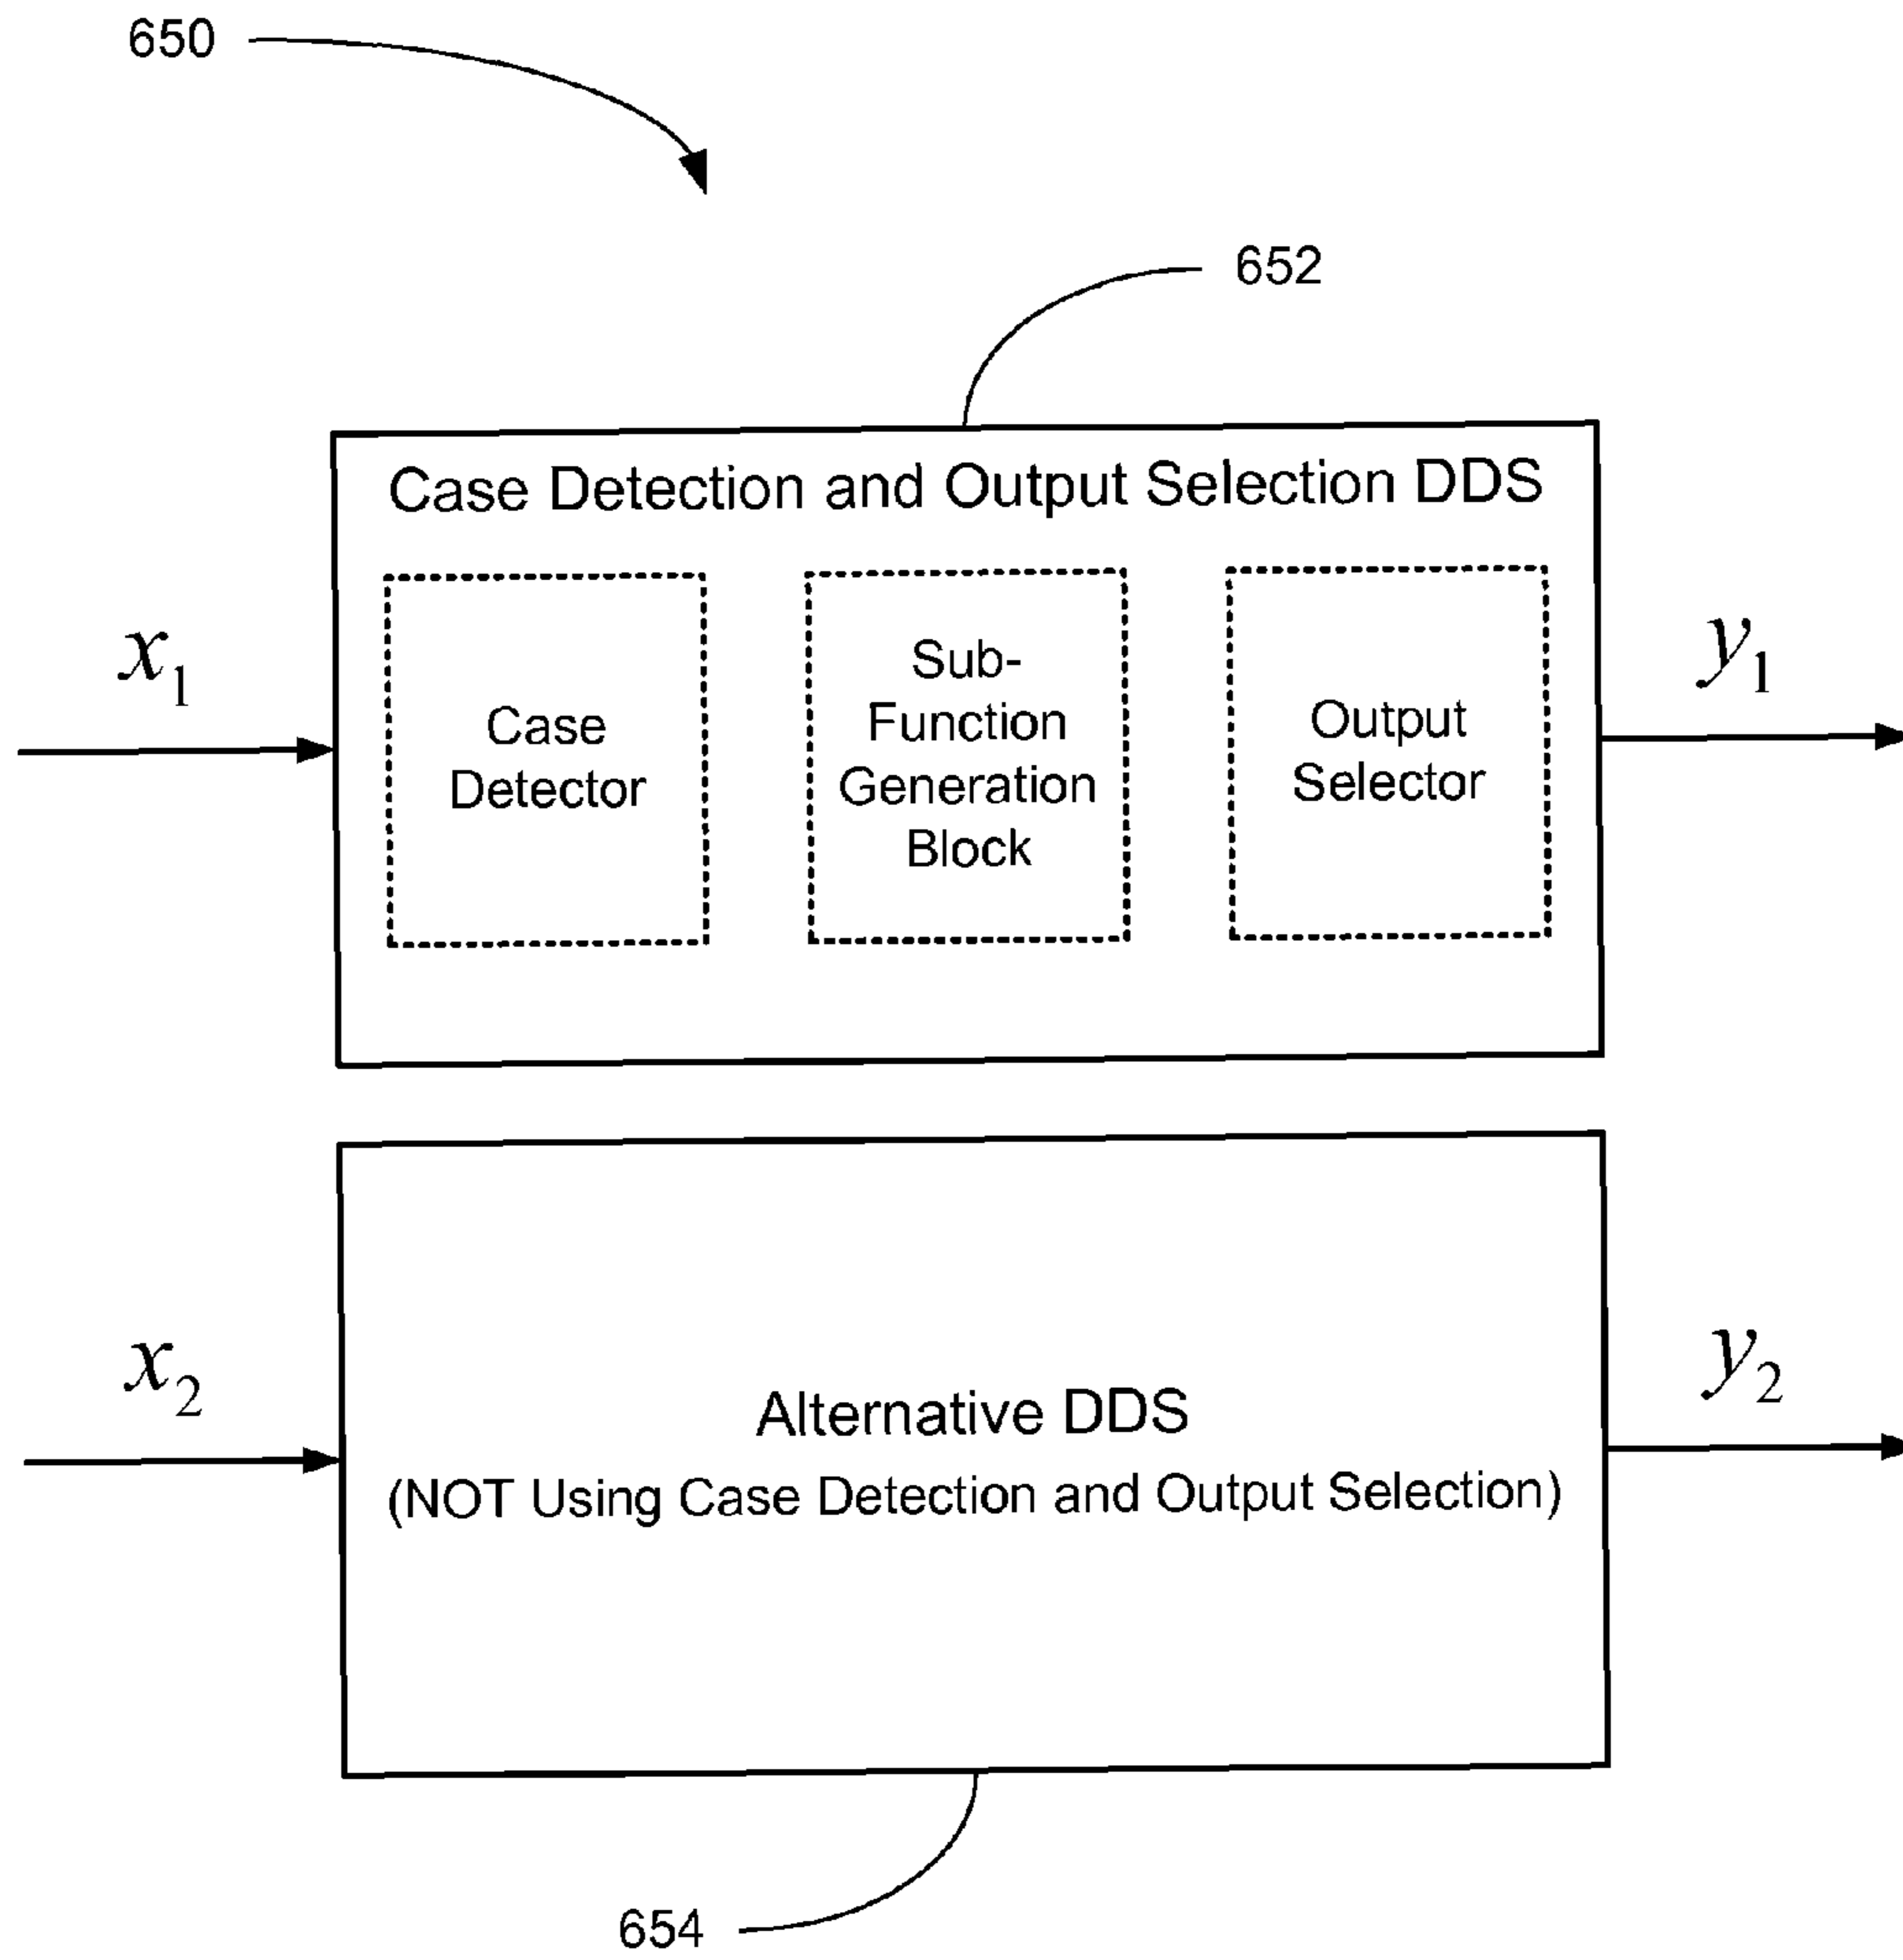 650
652
Case Detection and Output Selection DDS
x₁
Case
Detector
Sub-
Function
Generation
Block
Output
Selector
y₁
x₂
Alternative DDS
(NOT Using Case Detection and Output Selection)
y₂
654